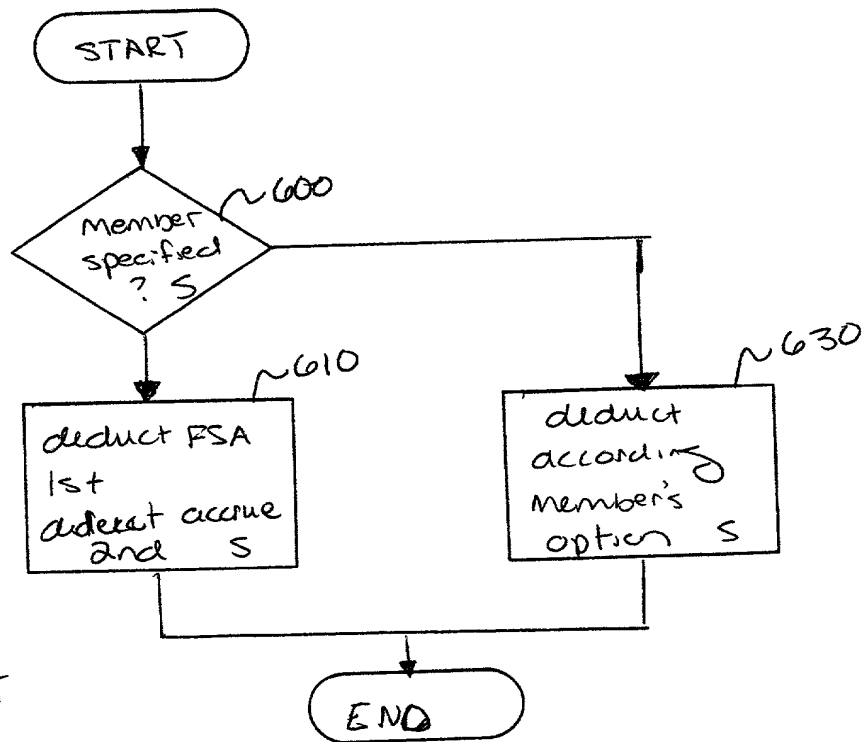 START
~600
Member
specified
? S
~610
deduct FSA
1st
deduct accrue
2nd S
~630
deduct
according
member's
option S
END